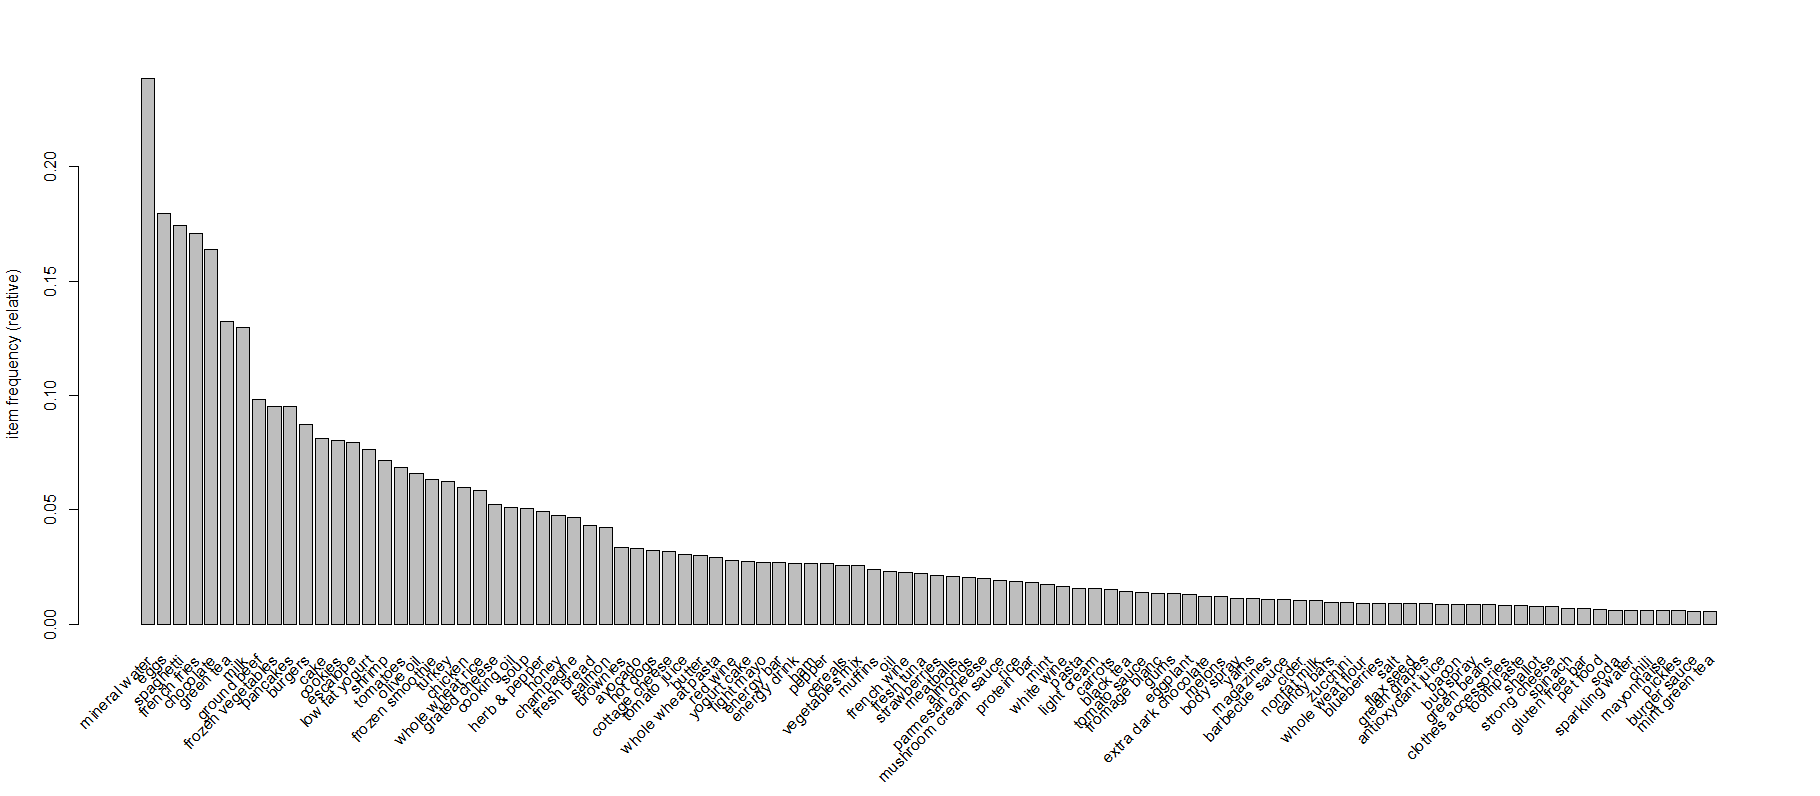 item frequency (relative)
0.20
0.15
0.10
0.05
0.00
mineral water
eggs
spaghetti
french fries
chocolate
green tea
milk
ground beef
frozen vegetables
pancakes
burgers
cake
cookies
escalope
low fat yogurt
shrimp
tomatoes
olive oil
frozen smoothie
turkey
chicken
whole wheat rice
grated cheese
cooking oil
soup
herb & pepper
honey
champagne
fresh bread
salmon
brownies
avocado
hot dogs
cottage cheese
tomato juice
butter
whole wheat pasta
red wine
yogurt cake
light mayo
energy bar
energy drink
ham
pepper
cereals
vegetables mix
muffins
oil
french wine
fresh tuna
strawberries
meatballs
almonds
parmesan cheese
mushroom cream sauce
rice
protein bar
mint
white wine
pasta
light cream
carrots
black tea
tomato sauce
fromage blanc
gums
eggplant
extra dark chocolate
melons
body spray
yams
magazines
barbecue sauce
cider
nonfat milk
candy bars
zucchini
whole weat flour
blueberries
salt
flax seed
green grapes
antioxydant juice
bacon
bug spray
green beans
clothes accessories
toothpaste
shallot
strong cheese
spinach
gluten free bar
pet food
soda
sparkling water
chili
mayonnaise
pickles
burger sauce
mint green tea